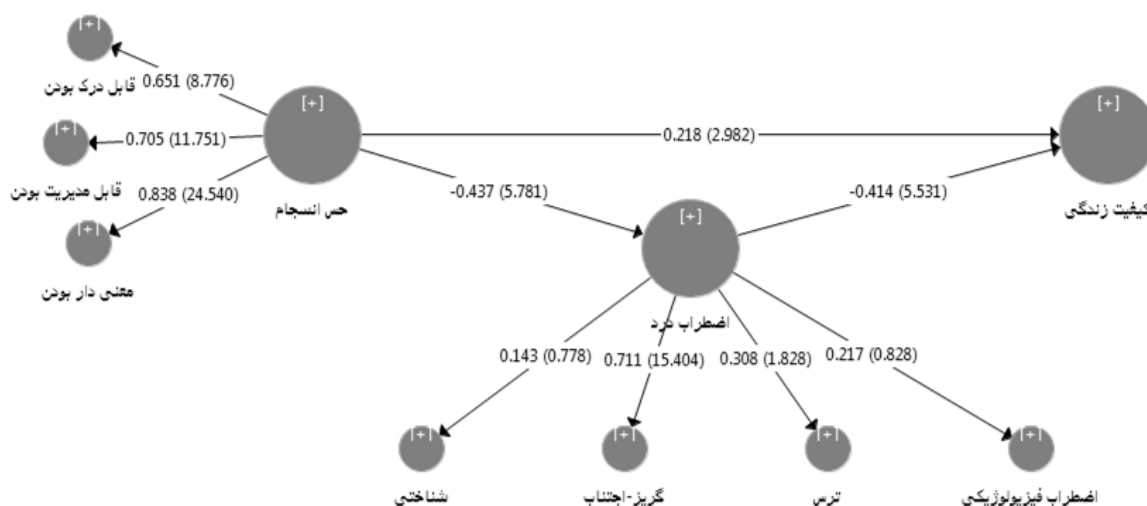 [+]
قابل درک بودن
0.651 (8.776)
[+]
[+]
[+]
0.705 (11.751)
0.218 (2.982)
قابل مدیریت بودن
0.838 (24.540)
-0.437 (5.781)
-0.414 (5.531)
حس انسجام
کیفیت زندگی
[+]
[+]
معنی دار بودن
اضطراب درد
0.143 (0.778)
0.711 (15.404)
0.308 (1.828)
0.217 (0.828)
[+]
[+]
[+]
[+]
شناختی
گریز-اجتناب
ترس
اضطراب فیزیولوژیکی